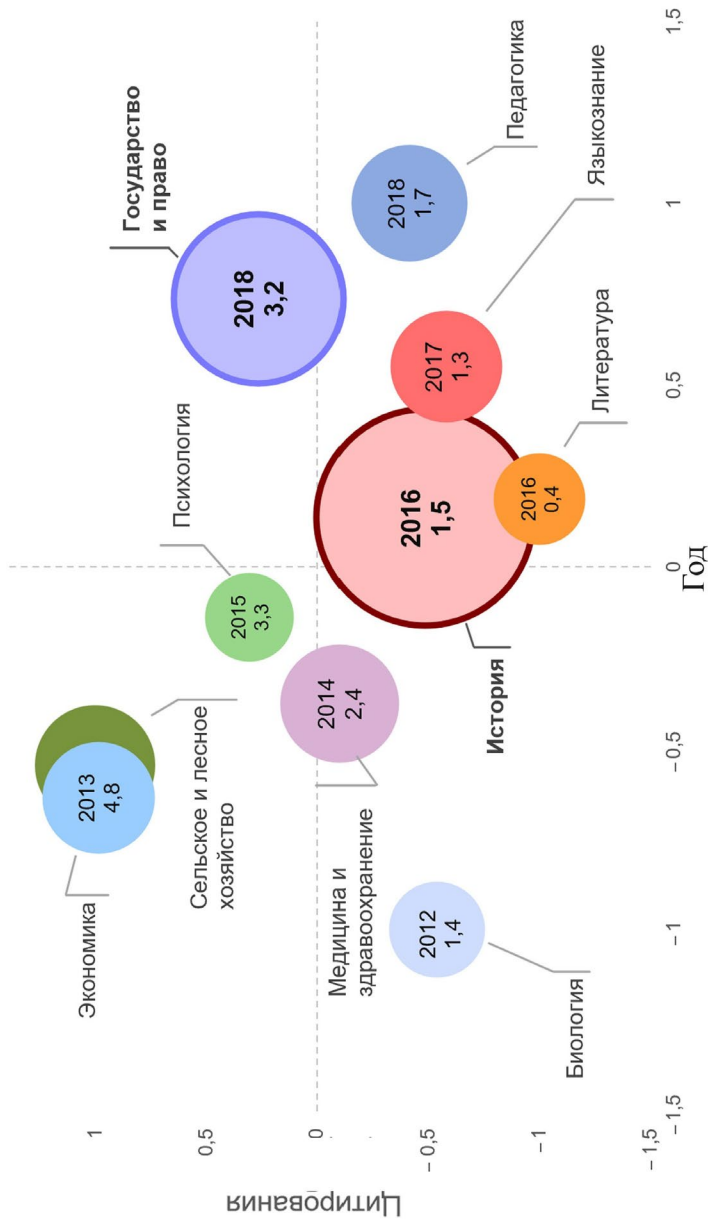 Цитирования
1
0,5
0
– 0,5
– 1
– 1,5
Экономика
2013
4,8
Сельское и лесное
хозяйство
Психология
2015
3,3
Государство
и право
2018
3,2
Медицина и
здравоохранение
2014
2,4
2018
1,7
Педагогика
2016
1,5
История
2017
1,3
Языкознание
2012
1,4
Биология
2016
0,4
Литература
– 1,5
– 1
– 0,5
0
0,5
1
1,5
Год